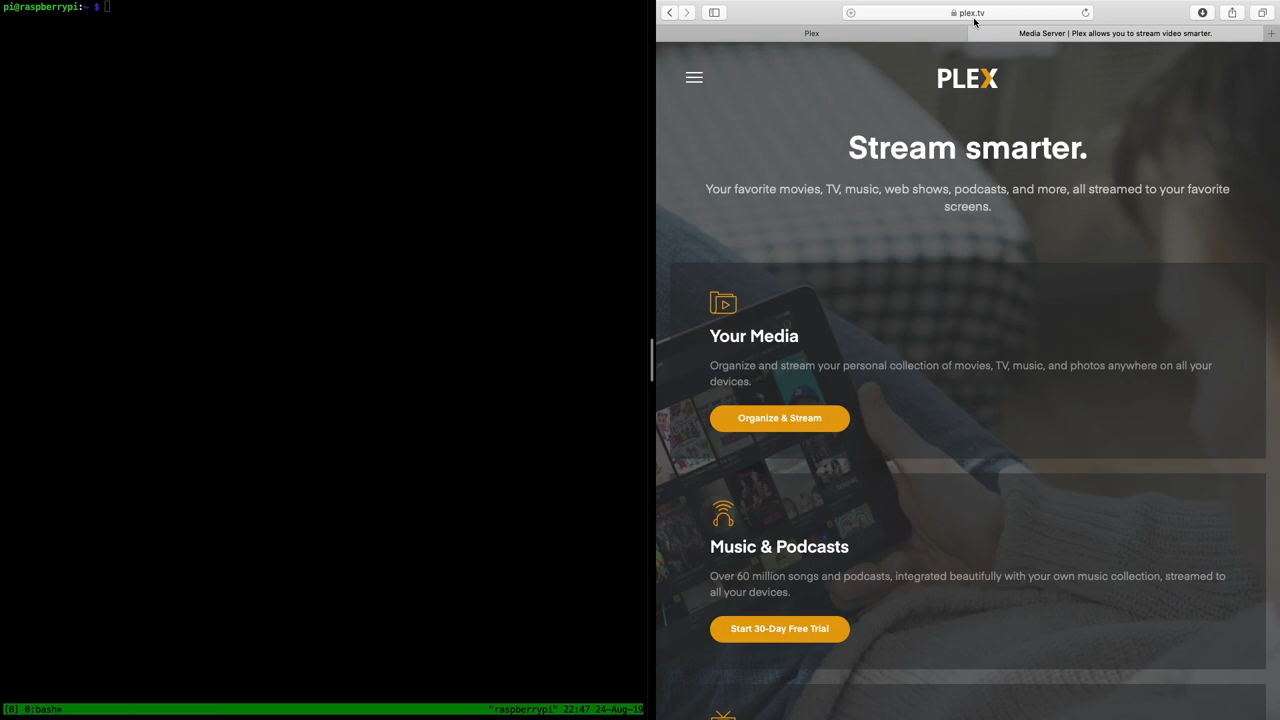 pi@raspberrypi:~ $
[0] 0:bash*
"raspberrypi" 22:47 24-Aug-19
plex.tv
Plex
Media Server | Plex allows you to stream video smarter.
PLEX
Stream smarter.
Your favorite movies, TV, music, web shows, podcasts, and more, all streamed to your favorite
screens.
Your Media
Organize and stream your personal collection of movies, TV, music, and photos anywhere on all your
devices.
Organize & Stream
Music & Podcasts
Over 60 million songs and podcasts, integrated beautifully with your own music collection, streamed to
all your devices.
Start 30-Day Free Trial